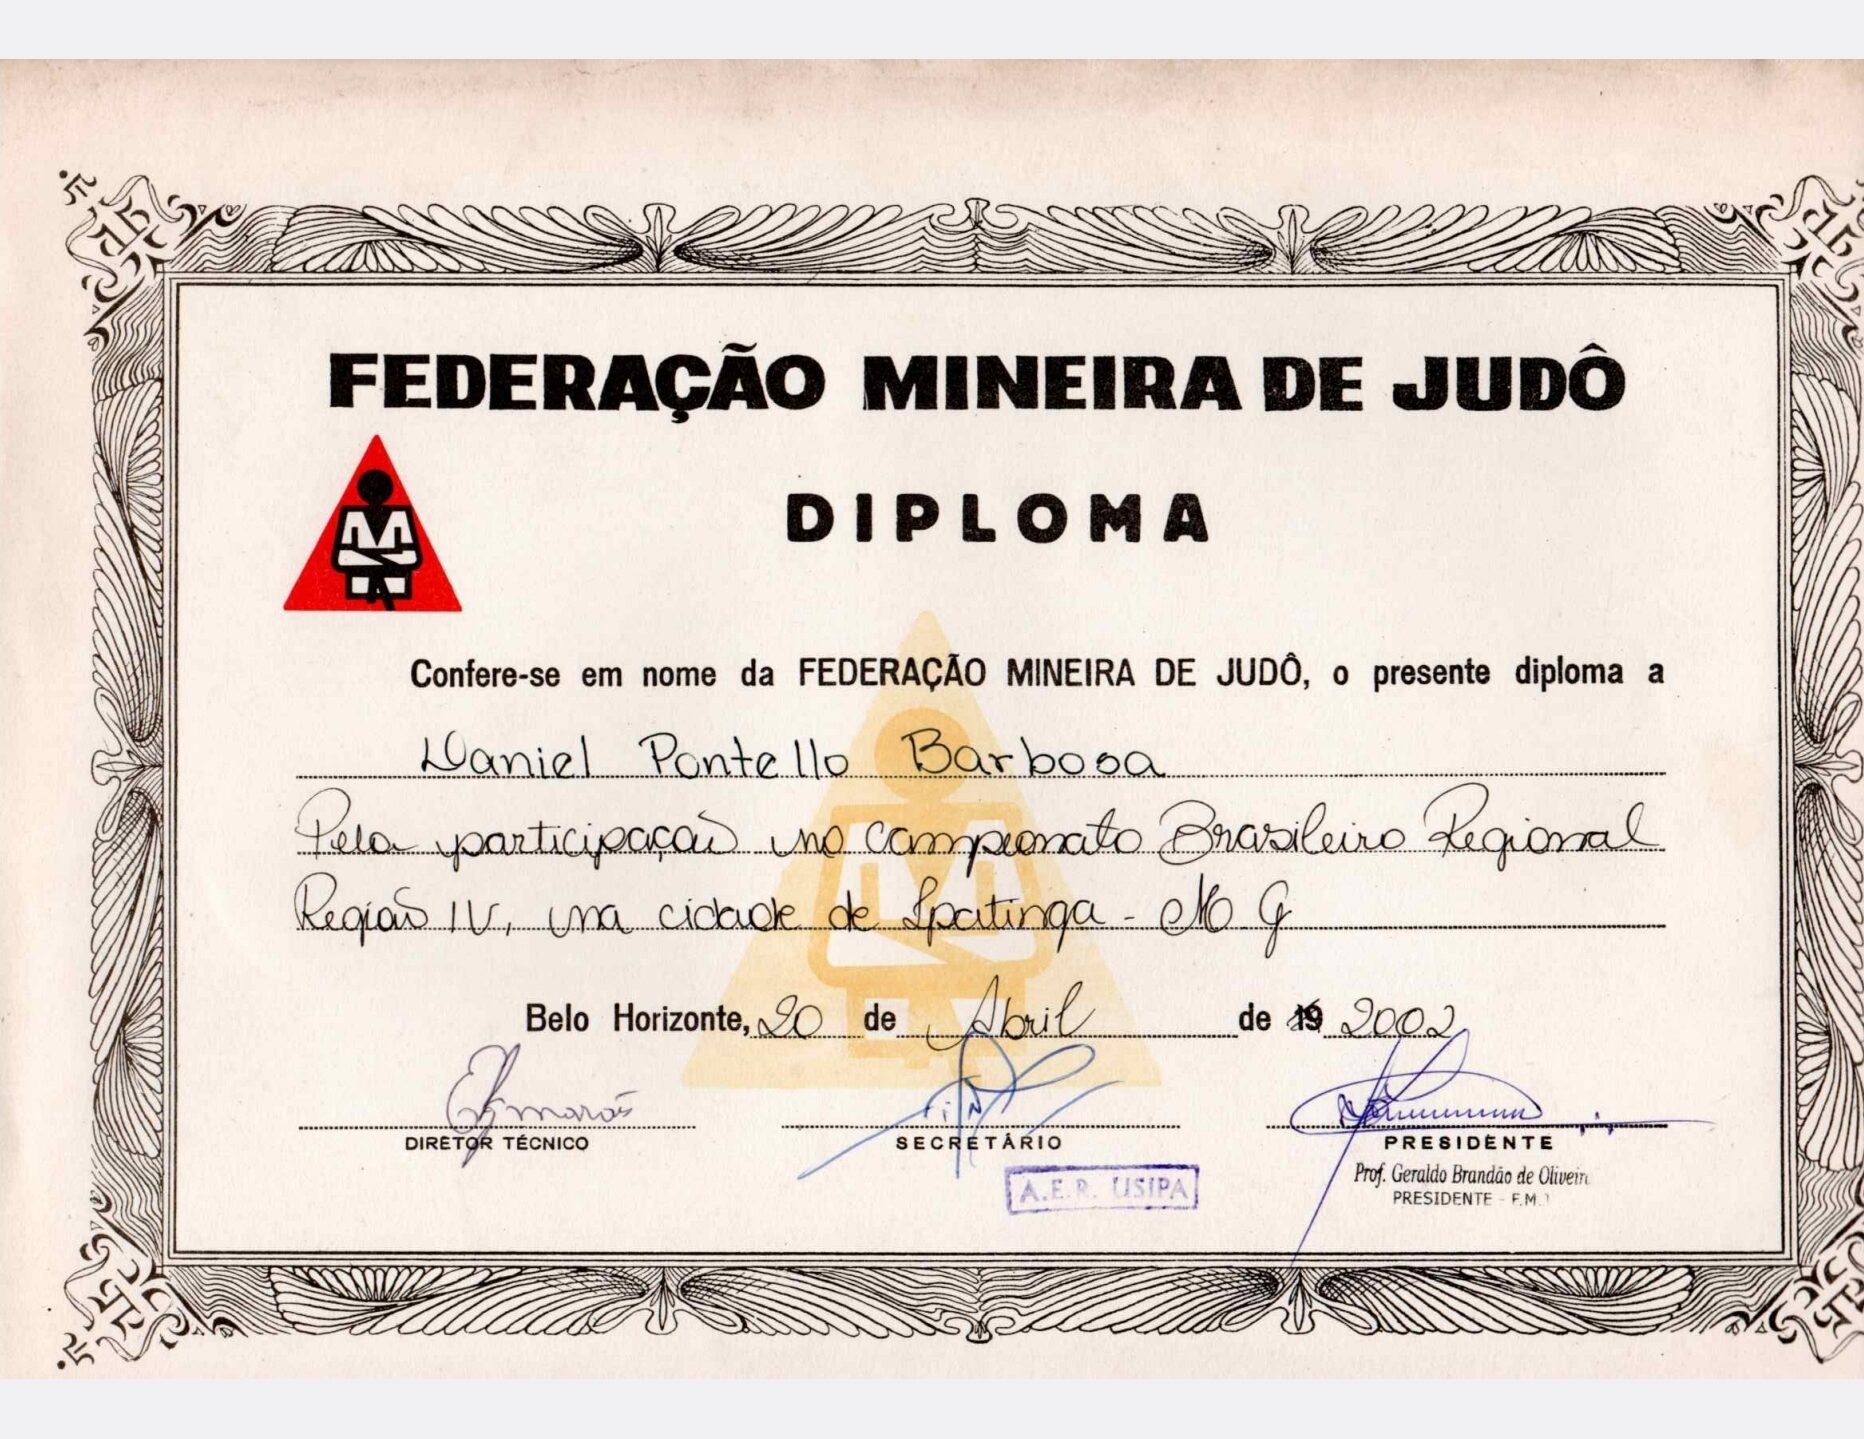 FEDERAÇÃO MINEIRA DE JUDÔ
DIPLOMA
Confere-se em nome da FEDERAÇÃO MINEIRA DE JUDÔ, o presente diploma a
Daniel Pontello Barbosa
Pela participação no Campeonato Brasileiro Regional
Região IV, na cidade de Ipatinga - M.G
Belo Horizonte, 20 de Abril de 19 2002
DIRETOR TÉCNICO
SECRETÁRIO
PRESIDENTE
A.E.R. USIPA
Prof. Geraldo Brandão de Oliveira
PRESIDENTE - F.M.J